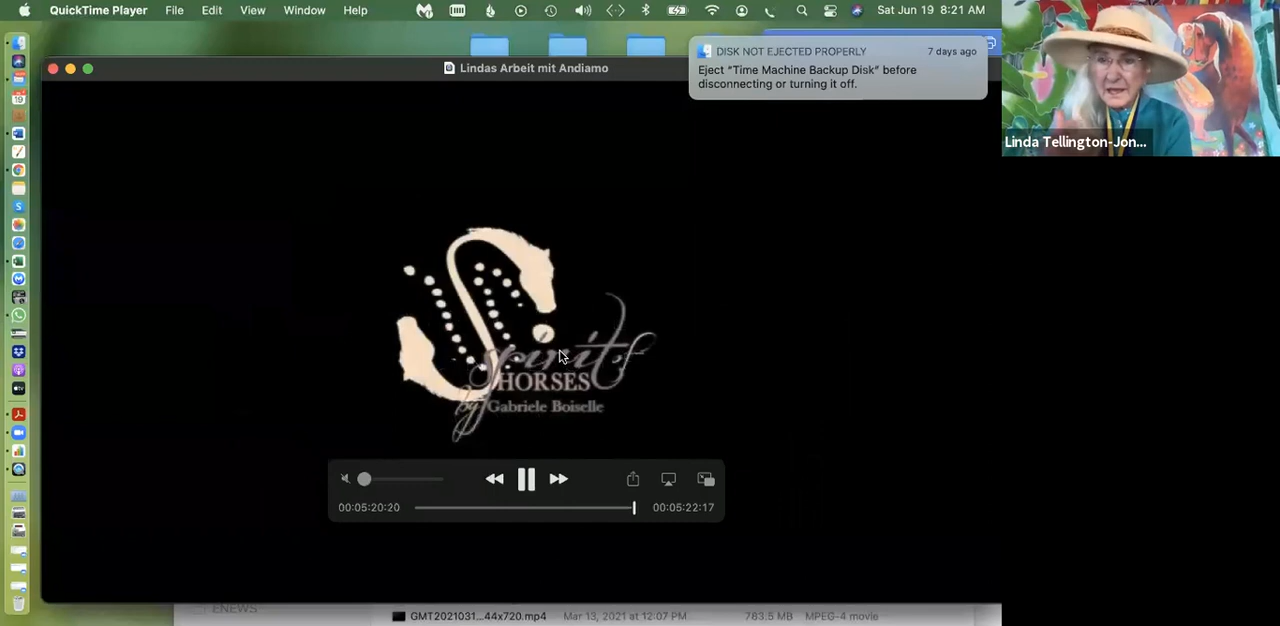 QuickTime Player File Edit View Window Help Sat Jun 19 8:21 AM
DISK NOT EJECTED PROPERLY 7 days ago
Eject “Time Machine Backup Disk” before
disconnecting or turning it off.
Lindas Arbeit mit Andiamo
Linda Tellington-Jon...
19
Spirit of
HORSES
by Gabriele Boiselle
00:05:20:20 00:05:22:17
ENEWS
GMT2021031...44x720.mp4 Mar 13, 2021 at 12:07 PM 783.5 MB MPEG-4 movie